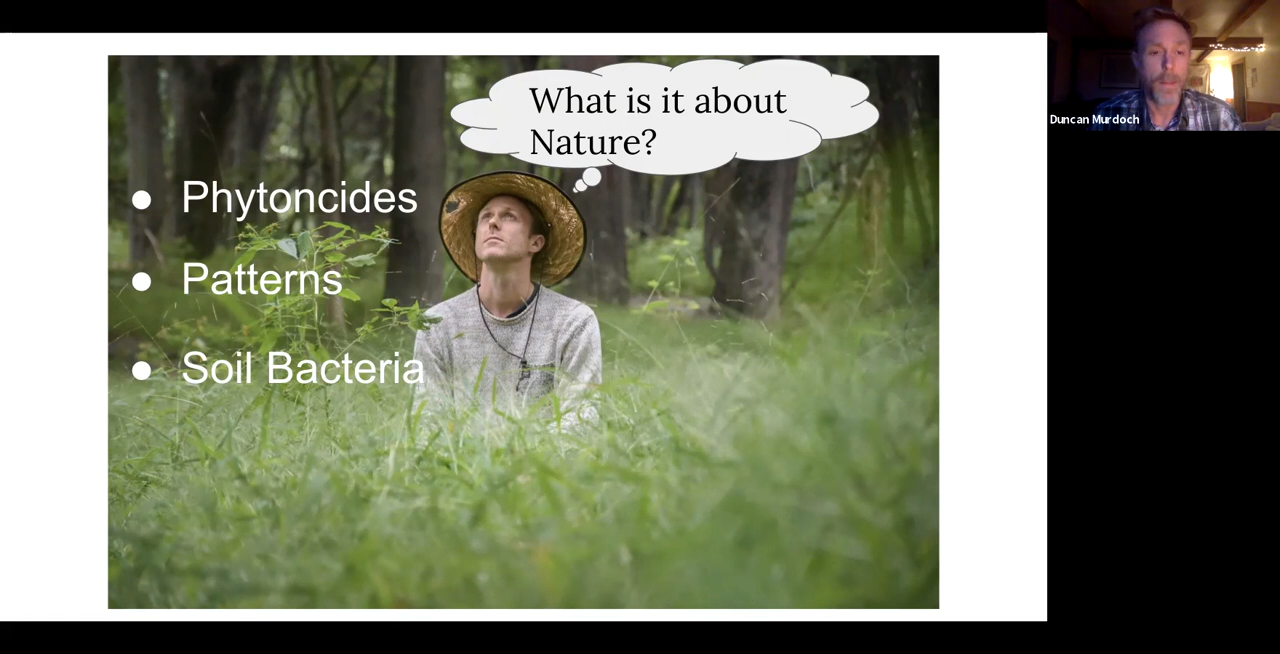 What is it about
Nature?
● Phytoncides
● Patterns
● Soil Bacteria
Duncan Murdoch